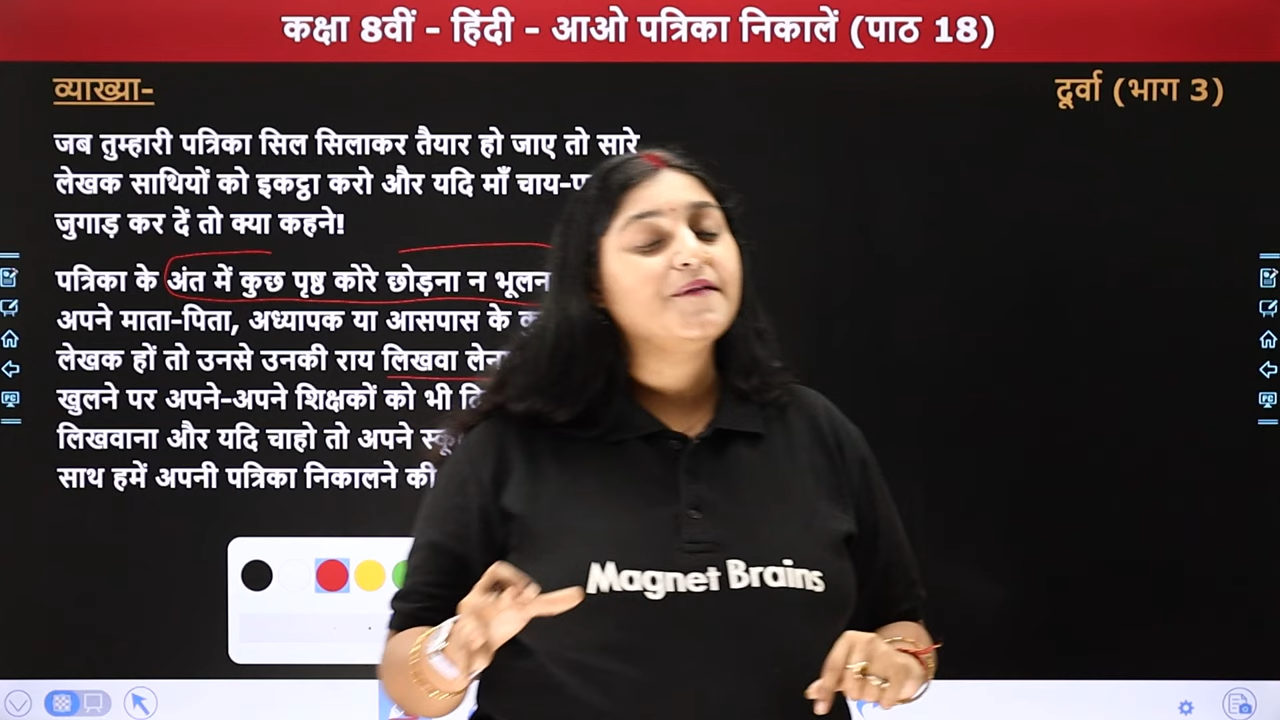 कक्षा 8वीं - हिंदी - आओ पत्रिका निकालें (पाठ 18)
व्याख्या-
दूर्वा (भाग 3)
जब तुम्हारी पत्रिका सिल सिलाकर तैयार हो जाए तो सारे
लेखक साथियों को इकट्ठा करो और यदि माँ
जुगाड़ कर दें तो क्या कहने!
पत्रिका के अंत में कुछ पृष्ठ कोरे छोड़ना न
अपने माता-पिता, अध्यापक या आसपास के
लेखक हों तो उनसे उनकी राय लिखवा
खुलने पर अपने-अपने शिक्षकों को भी
लिखवाना और यदि चाहो तो अपने
साथ हमें अपनी पत्रिका निकालने की
Magnet Brains
PC
PC